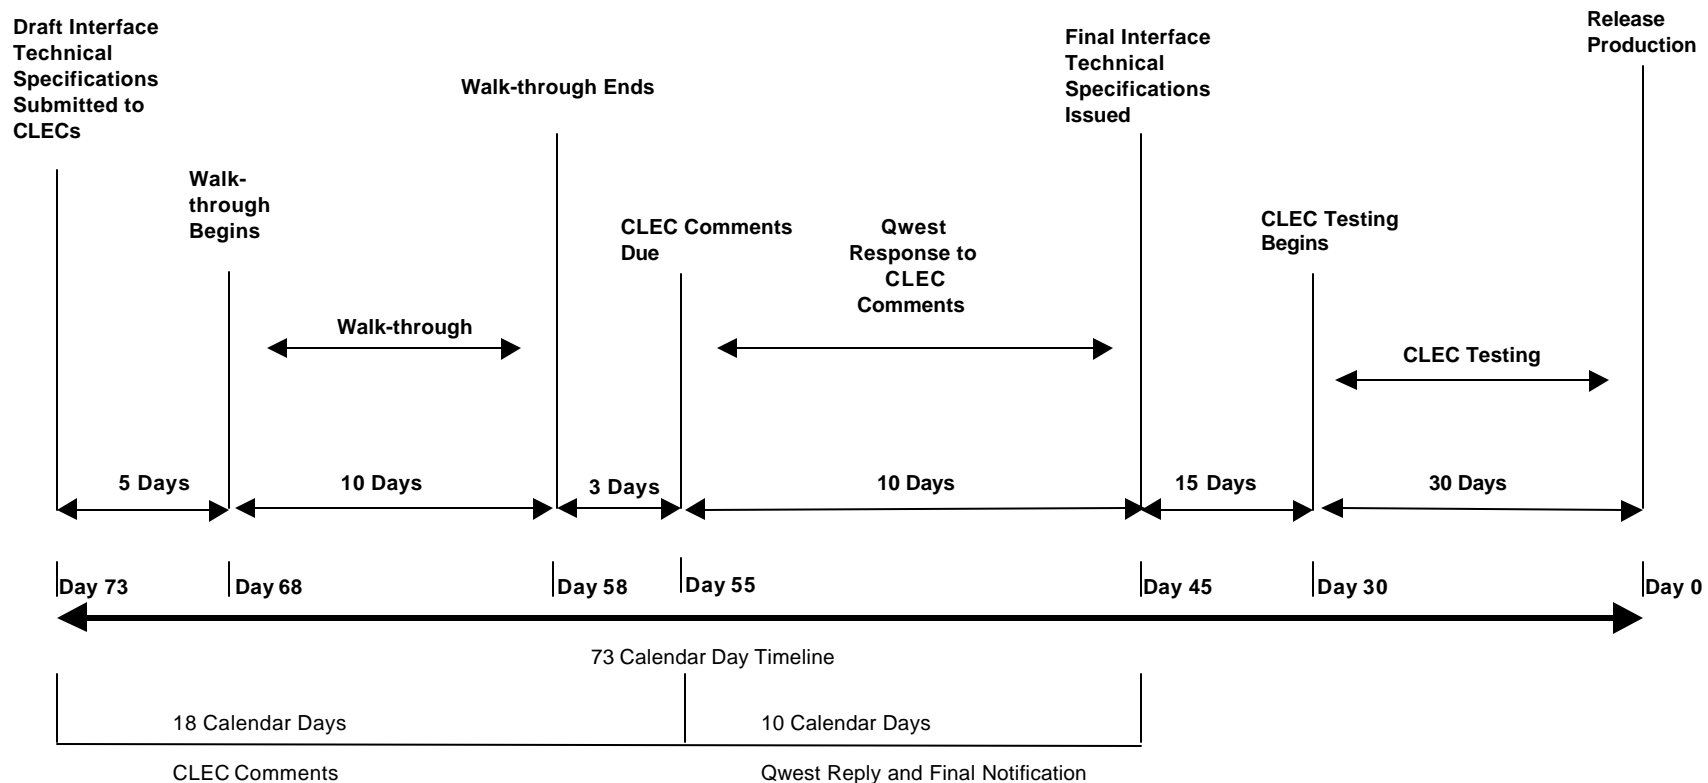 Draft Interface
Technical
Specifications
Submitted to
CLECs
Walk-
through
Begins
Walk-through Ends
CLEC Comments
Due
Qwest
Response to
CLEC
Comments
Final Interface
Technical
Specifications
Issued
CLEC Testing
Begins
Release
Production
Walk-through
CLEC Testing
5 Days
10 Days
3 Days
10 Days
15 Days
30 Days
Day 73
Day 68
Day 58
Day 55
Day 45
Day 30
Day 0
73 Calendar Day Timeline
18 Calendar Days
10 Calendar Days
CLEC Comments
Qwest Reply and Final Notification